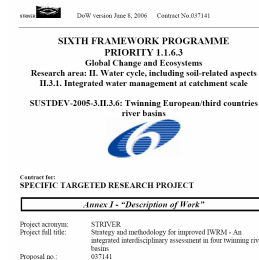 STRIVER DoW version June 8, 2006 Contract No.037141
SIXTH FRAMEWORK PROGRAMME
PRIORITY 1.1.6.3
Global Change and Ecosystems
Research area: II. Water cycle, including soil-related aspects
II.3.1. Integrated water management at catchment scale
SUSTDEV-2005-3.II.3.6: Twinning European/third countries
river basins
6
Contract for:
SPECIFIC TARGETED RESEARCH PROJECT
Annex I - “Description of Work”
Project acronym: STRIVER
Project full title: Strategy and methodology for improved IWRM - An
integrated interdisciplinary assessment in four twinning riv
basins
Proposal no.: 037141